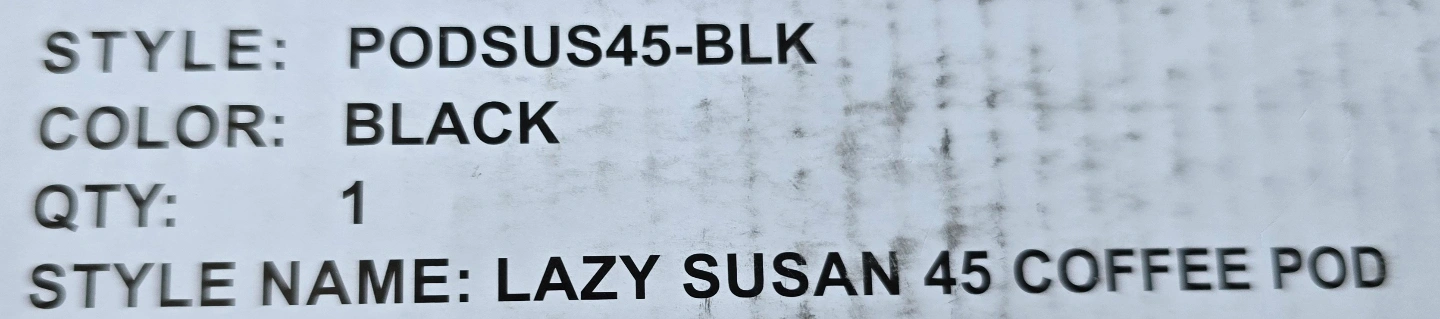 STYLE: PODSUS45-BLK
COLOR: BLACK
QTY: 1
STYLE NAME: LAZY SUSAN 45 COFFEE POD